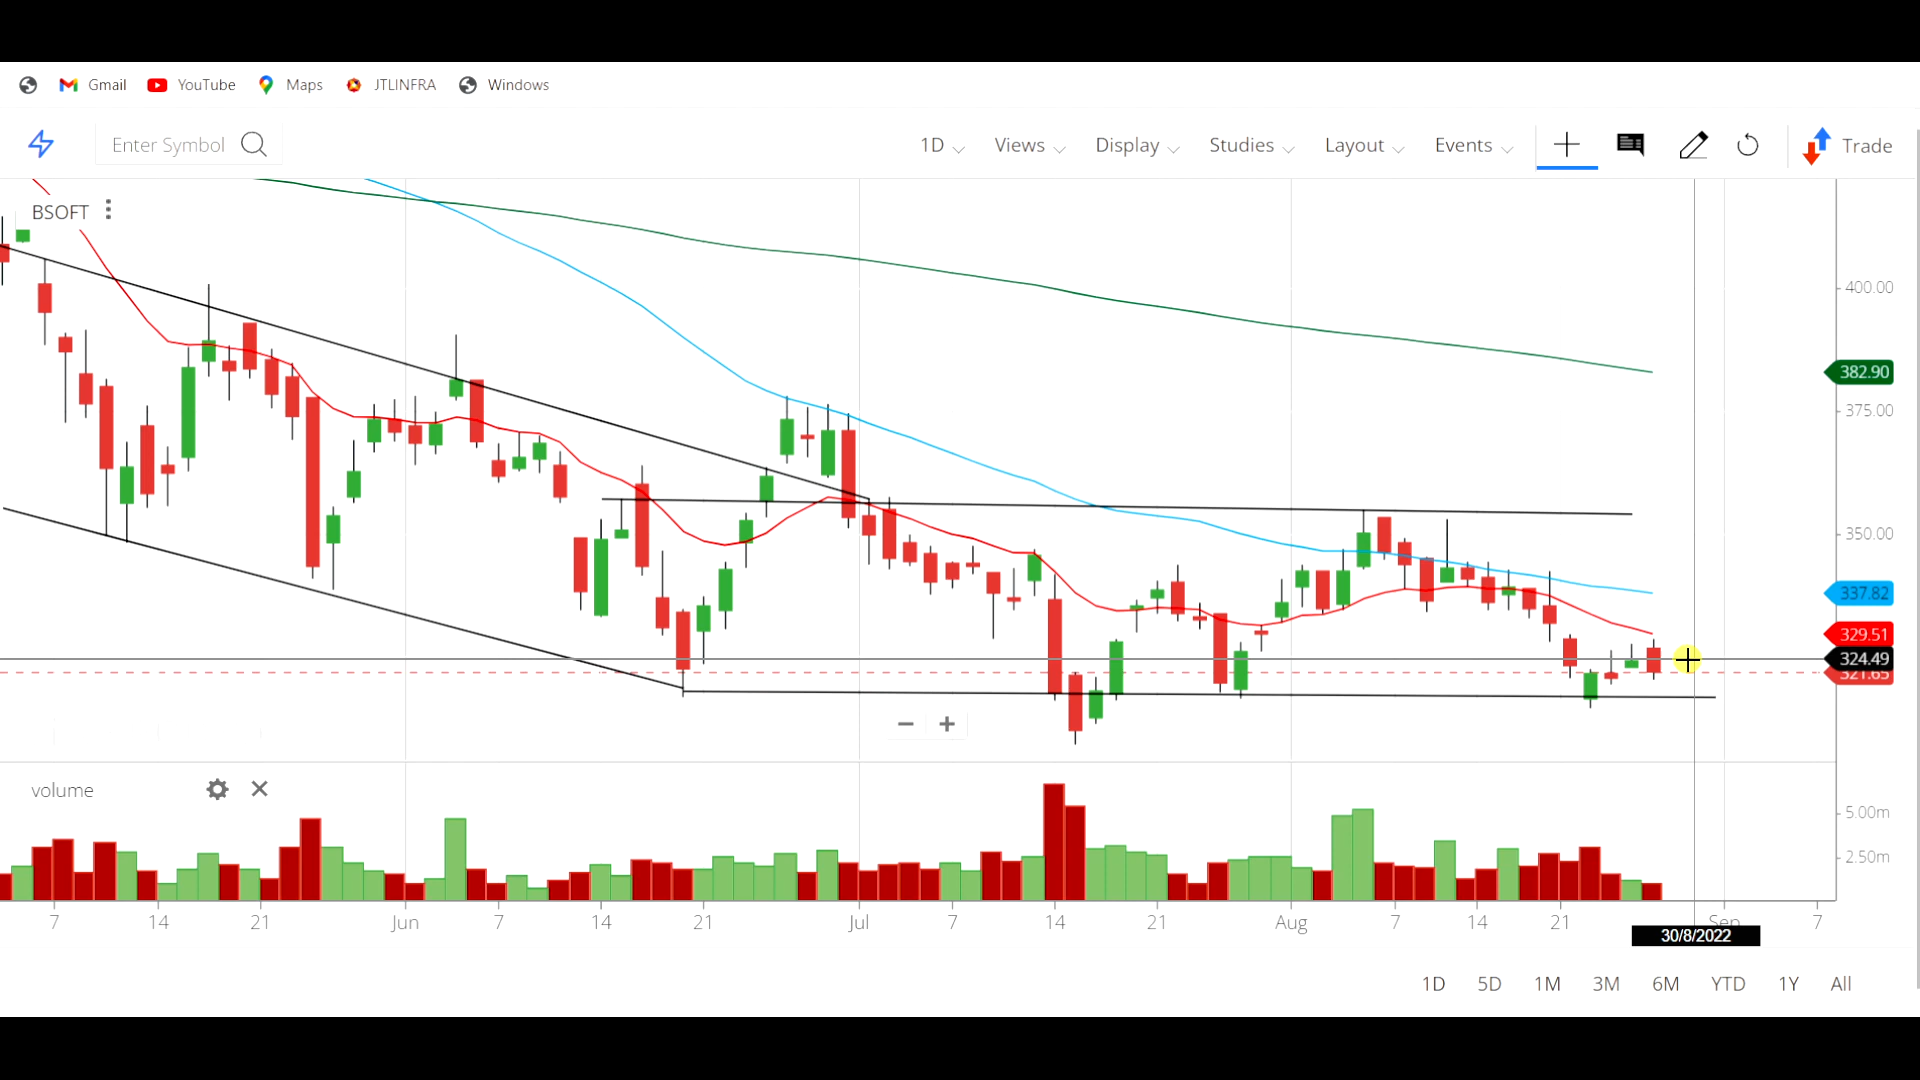 Gmail YouTube Maps JTLINFRA Windows
Enter Symbol 1D Views Display Studies Layout Events Trade
BSOFT
400.00
382.90
375.00
350.00
337.82
329.51
324.49
321.65
volume
5.00m
2.50m
7 14 21 Jun 7 14 21 Jul 7 14 21 Aug 7 14 21 Sep 7
30/8/2022
1D 5D 1M 3M 6M YTD 1Y All